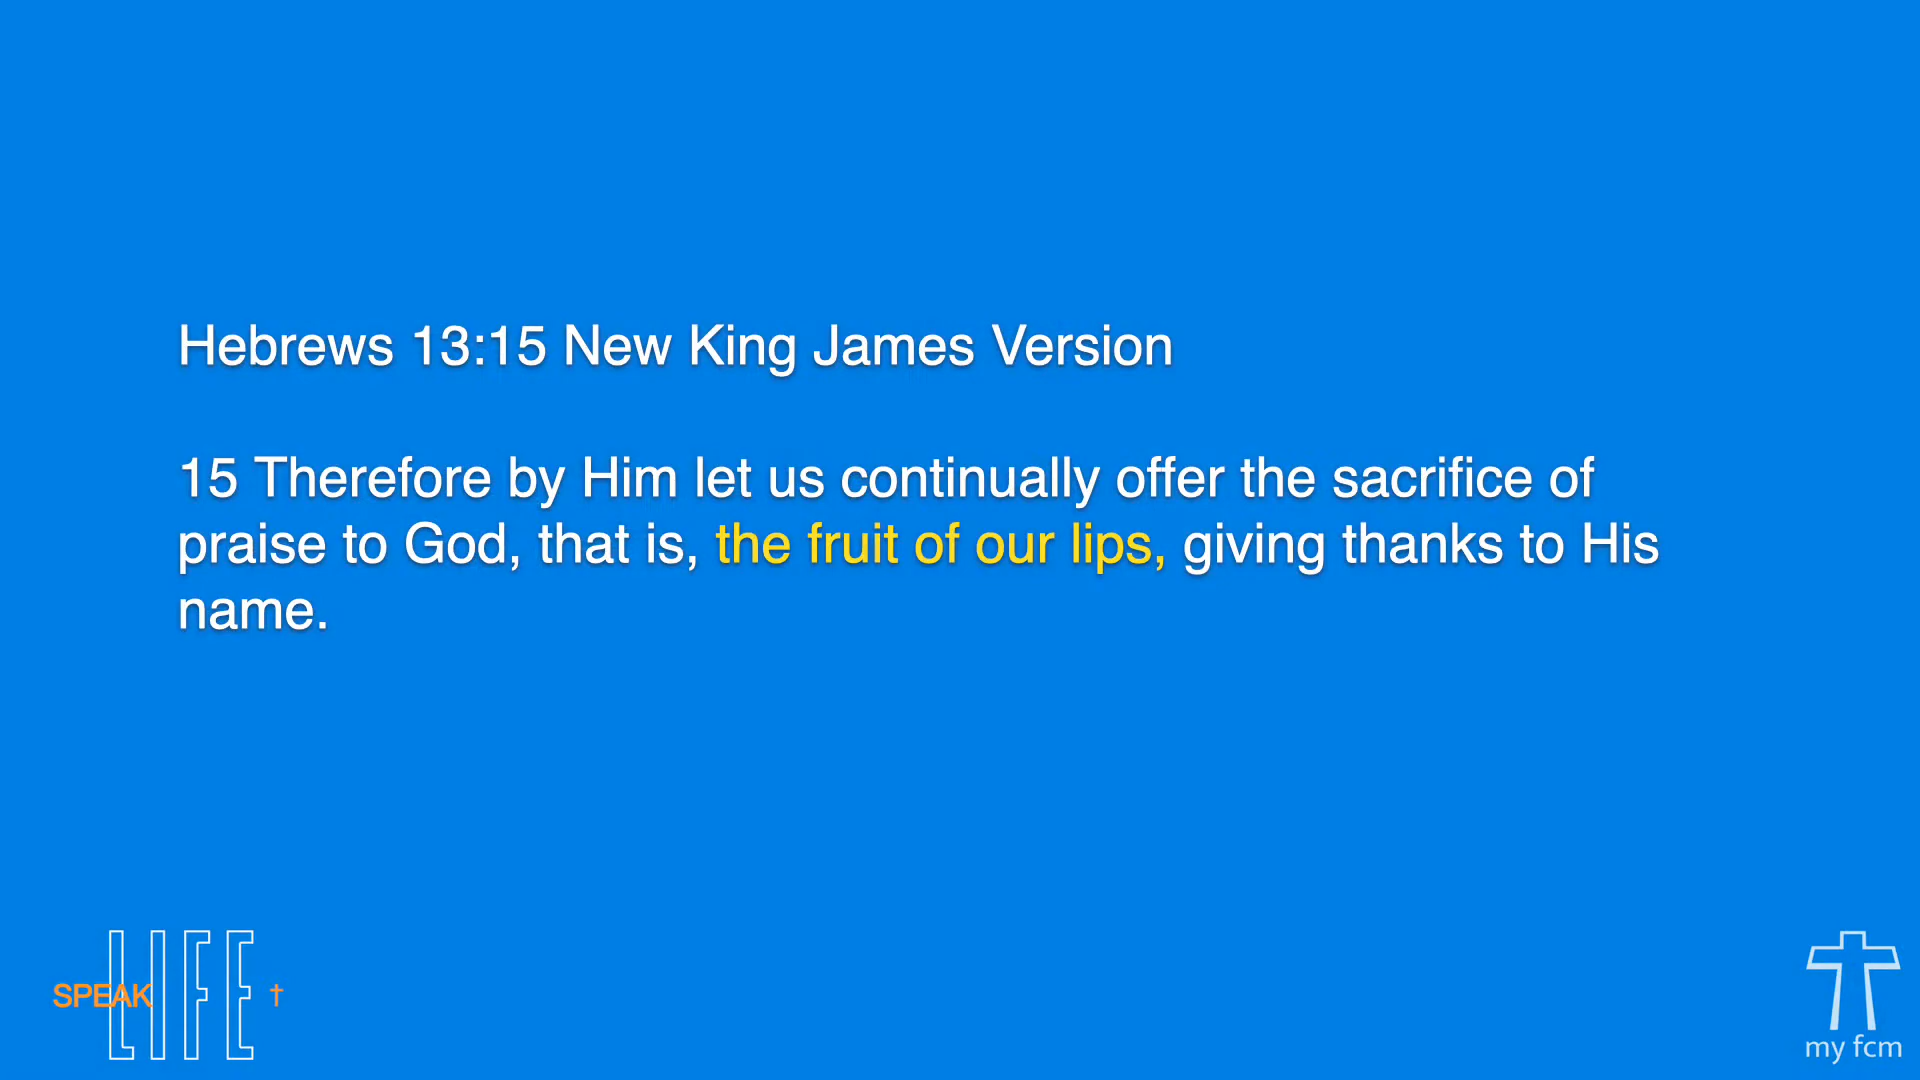 Hebrews 13:15 New King James Version
15 Therefore by Him let us continually offer the sacrifice of
praise to God, that is, the fruit of our lips, giving thanks to His
name.
SPEAK LIFE †
my fcm